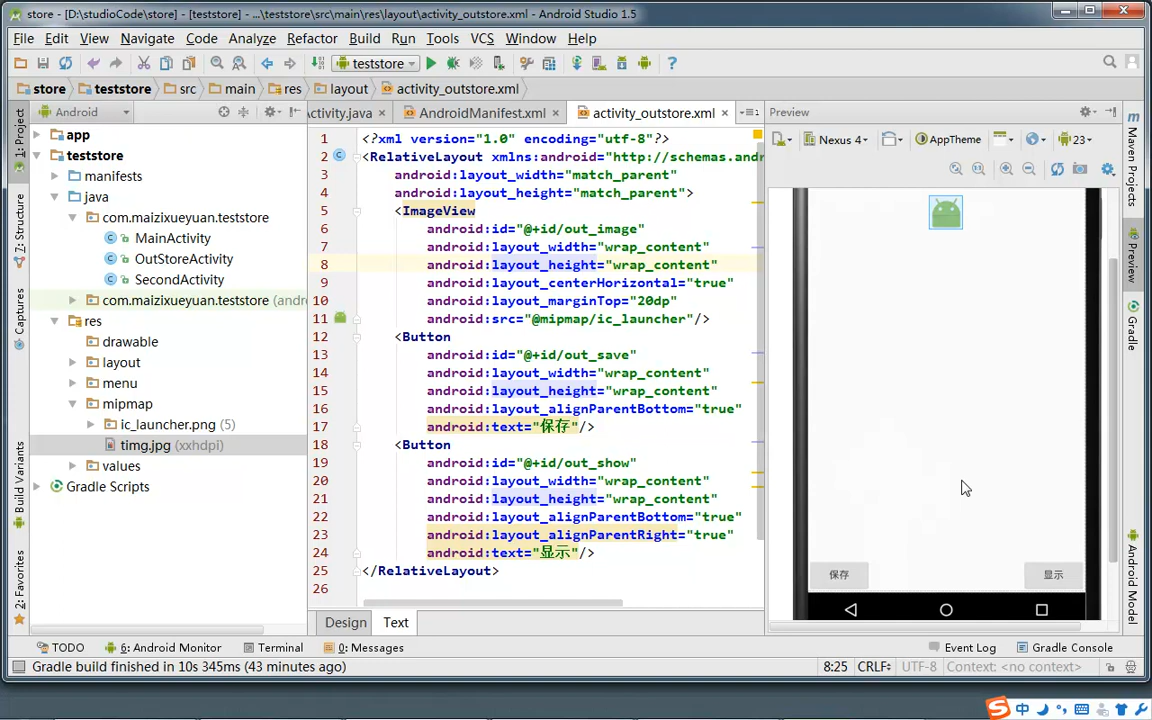 store - [D:\studioCode\store] - [teststore] - ...\teststore\src\main\res\layout\activity_outstore.xml - Android Studio 1.5
File Edit View Navigate Code Analyze Refactor Build Run Tools VCS Window Help
teststore
store teststore src main res layout activity_outstore.xml
Android
Activity.java AndroidManifest.xml activity_outstore.xml
Preview
Nexus 4 AppTheme 23
1: Project
7: Structure
Captures
Build Variants
2: Favorites
app
teststore
manifests
java
com.maizixueyuan.teststore
MainActivity
OutStoreActivity
SecondActivity
com.maizixueyuan.teststore (andr
res
drawable
layout
menu
mipmap
ic_launcher.png (5)
timg.jpg (xxhdpi)
values
Gradle Scripts
1 <?xml version="1.0" encoding="utf-8"?>
2 <RelativeLayout xmlns:android="http://schemas.andr
3 android:layout_width="match_parent"
4 android:layout_height="match_parent">
5 <ImageView
6 android:id="@+id/out_image"
7 android:layout_width="wrap_content"
8 android:layout_height="wrap_content"
9 android:layout_centerHorizontal="true"
10 android:layout_marginTop="20dp"
11 android:src="@mipmap/ic_launcher"/>
12 <Button
13 android:id="@+id/out_save"
14 android:layout_width="wrap_content"
15 android:layout_height="wrap_content"
16 android:layout_alignParentBottom="true"
17 android:text="保存"/>
18 <Button
19 android:id="@+id/out_show"
20 android:layout_width="wrap_content"
21 android:layout_height="wrap_content"
22 android:layout_alignParentBottom="true"
23 android:layout_alignParentRight="true"
24 android:text="显示"/>
25 </RelativeLayout>
26
Design Text
保存 显示
Maven Projects
Preview
Gradle
Android Model
TODO 6: Android Monitor Terminal 0: Messages Event Log Gradle Console
Gradle build finished in 10s 345ms (43 minutes ago) 8:25 CRLF UTF-8 Context: <no context>
中